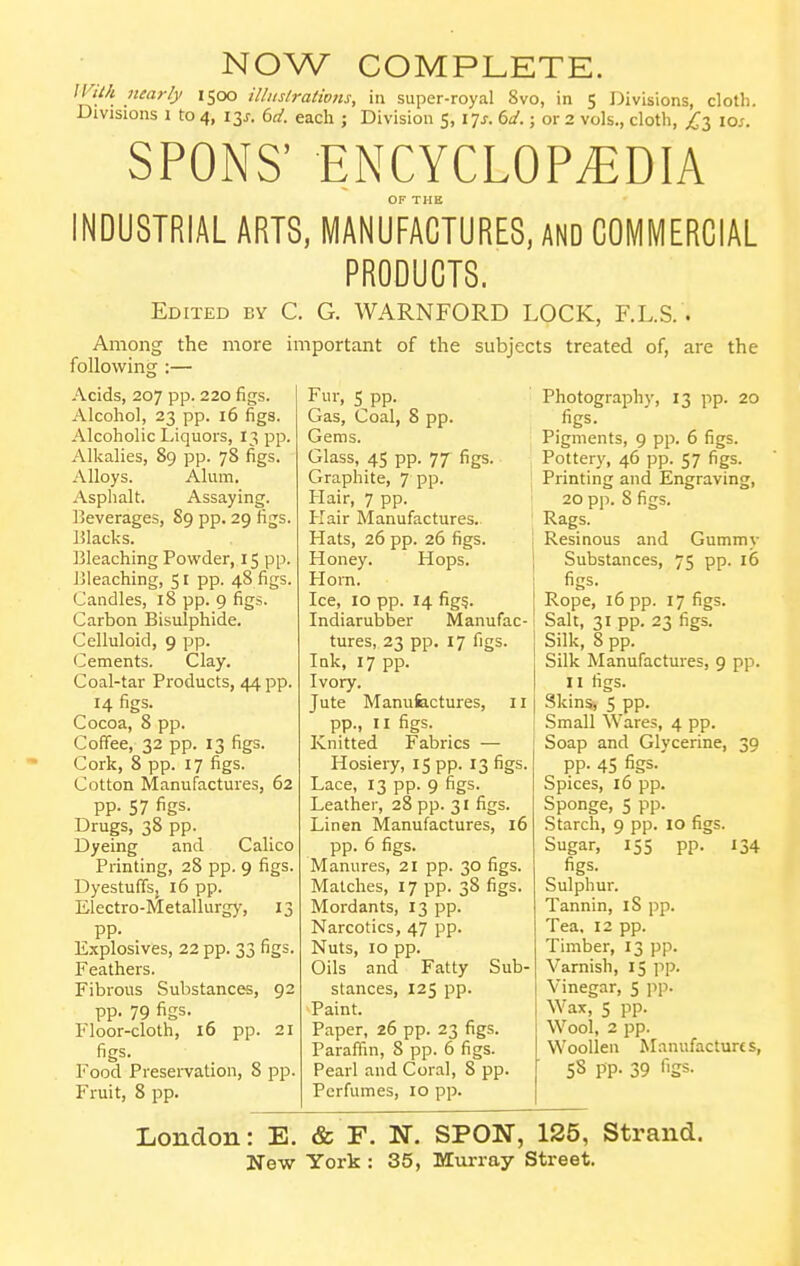 NOW COMPLETE.
With nearly 1500 illustrations, in super-royal 8vo, in 5 Divisions, cloth.
Divisions 1 to 4, 13s. 6d. each ; Division 5, 17s. 6d. ; or 2 vols., cloth, £3 10s.
SPONS' ENCYCLOPÆDIA
OF THE
INDUSTRIAL ARTS, MANUFACTURES, AND COMMERCIAL
PRODUCTS.
EDITED BY C. G. WARNFORD LOCK, F.L.S. .
Among the more important of the subjects treated of, are the
following :—
Acids, 207 pp. 220 figs.
Alcohol, 23 pp. 16 figs.
Alcoholic Liquors, 13 pp.
Alkalies, 89 pp. 78 figs.
Alloys. Alum.
Asphalt. Assaying.
Beverages, 89 pp. 29 figs.
Blacks.
Bleaching Powder, 15 pp.
Bleaching, 51 pp. 48 figs.
Candles, 18 pp. 9 figs.
Carbon Bisulphide.
Celluloid, 9 pp.
Cements. Clay.
Coal-tar Products, 44 pp.
14 figs.
Cocoa, 8 pp.
Coffee, 32 pp. 13 figs.
Cork, 8 pp. 17 figs.
Cotton Manufactures, 62
pp. 57 figs.
Drugs, 38 pp.
Dyeing and Calico
Printing, 28 pp. 9 figs.
Dyestuffs, 16 pp.
Electro-Metallurgy, 13
pp.
Explosives, 22 pp. 33 figs.
Feathers.
Fibrous Substances, 92
pp. 79 figs.
Floor-cloth, 16 pp. 21
figs.
Food Preservation, 8 pp.
Fruit, 8 pp.
Fur, 5 pp.
Gas, Coal, 8 pp.
Gems.
Glass, 45 pp. 77 figs.
Graphite, 7 pp.
Hair, 7 pp.
Hair Manufactures.
Hats, 26 pp. 26 figs.
Honey. Hops.
Horn.
Ice, 10 pp. 14 figs.
Indiarubber Manufac-
tures, 23 pp. 17 figs.
Ink, 17 pp.
Ivory.
Jute Manufactures, 11
pp., 11 figs.
Knitted Fabrics —
Hosiery, 15 pp. 13 figs.
Lace, 13 pp. 9 figs.
Leather, 28 pp. 31 figs.
Linen Manufactures, 16
pp. 6 figs.
Manures, 21 pp. 30 figs.
Matches, 17 pp. 38 figs.
Mordants, 13 pp.
Narcotics, 47 pp.
Nuts, 10 pp.
Oils and Fatty Sub-
stances, 125 pp.
Paint.
Paper, 26 pp. 23 figs.
Paraffin, 8 pp. 6 figs.
Pearl and Coral, 8 pp.
Perfumes, 10 pp.
Photography, 13 pp. 20
figs.
Pigments, 9 pp. 6 figs.
Pottery, 46 pp. 57 figs.
Printing and Engraving,
20 pp. 8 figs.
Rags.
Resinous and Gummy
Substances, 75 pp. 16
figs.
Rope, 16 pp. 17 figs.
Salt, 31 pp. 23 figs.
Silk, 8 pp.
Silk Manufactures, 9 pp.
11 figs.
Skins, 5 pp.
Small Wares, 4 pp.
Soap and Glycerine, 39
pp. 45 figs.
Spices, 16 pp.
Sponge, 5 pp.
Starch, 9 pp. 10 figs.
Sugar, 155 pp. 134
figs.
Sulphur.
Tannin, 18 pp.
Tea, 12 pp.
Timber, 13 pp.
Varnish, 15 pp.
Vinegar, 5 pp.
Wax, 5 pp.
Wool, 2 pp.
Woollen Manufactures,
58 pp. 39 figs.
London: E. & F. N. SPON, 125, Strand.
New York : 35, Murray Street.